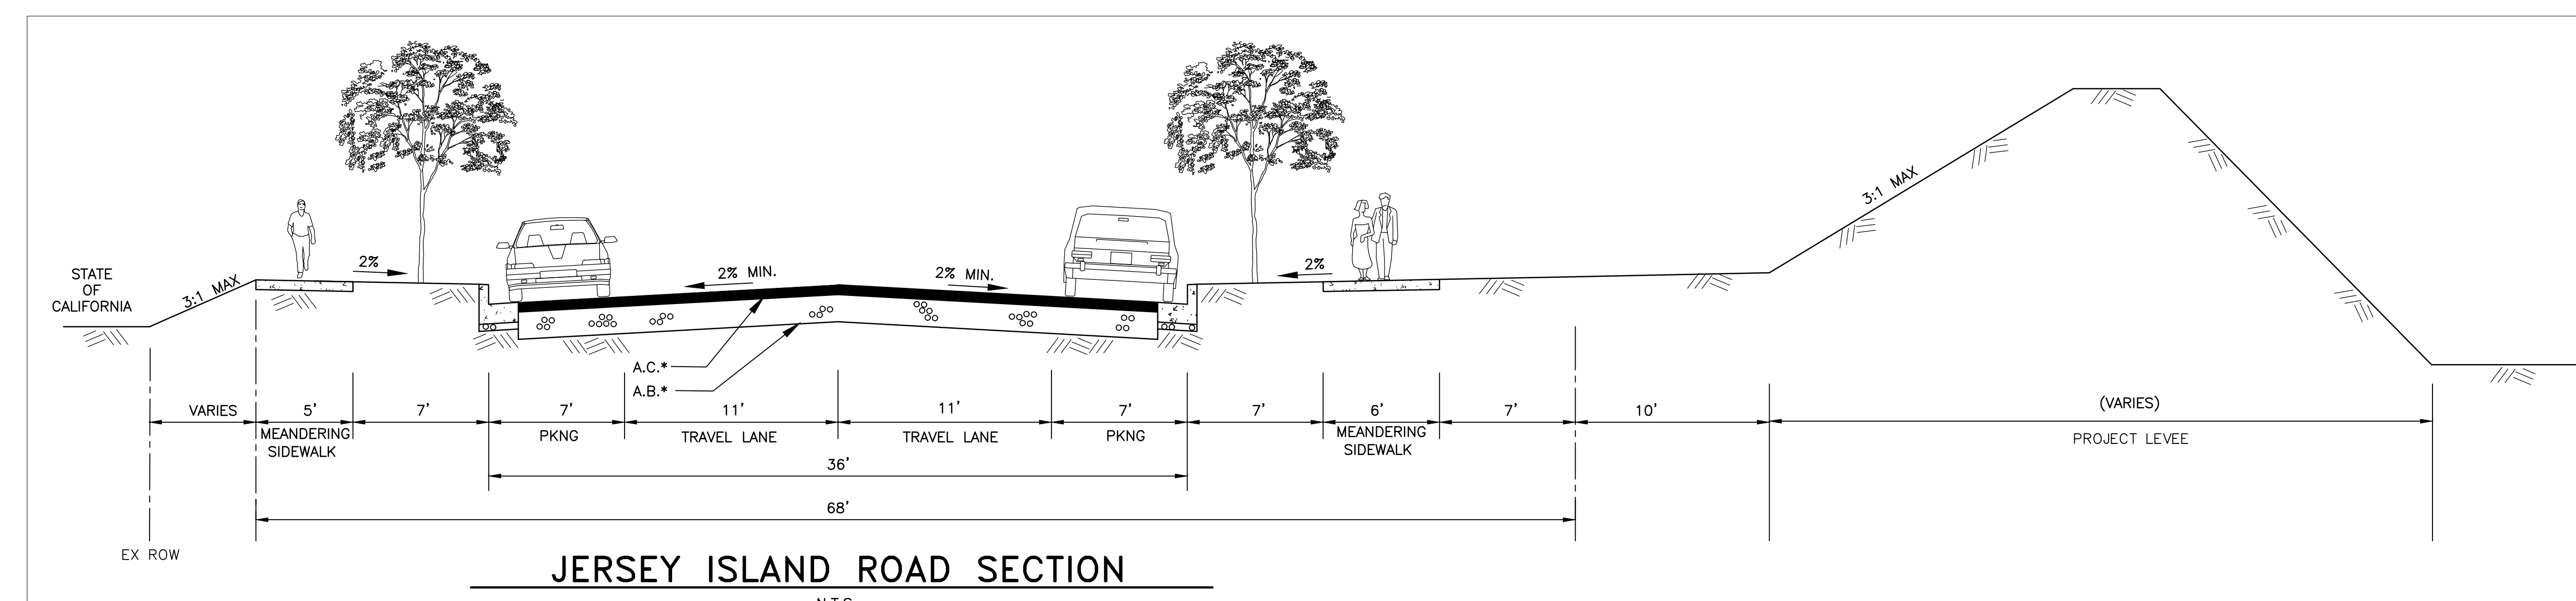 STATE
OF
CALIFORNIA
3:1 MAX
2%
2% MIN.
2% MIN.
2%
3:1 MAX
A.C.*
A.B.*
VARIES
5'
MEANDERING
SIDEWALK
7'
7'
PKNG
11'
TRAVEL LANE
11'
TRAVEL LANE
7'
PKNG
7'
6'
MEANDERING
SIDEWALK
7'
10'
(VARIES)
PROJECT LEVEE
36'
68'
EX ROW
JERSEY ISLAND ROAD SECTION